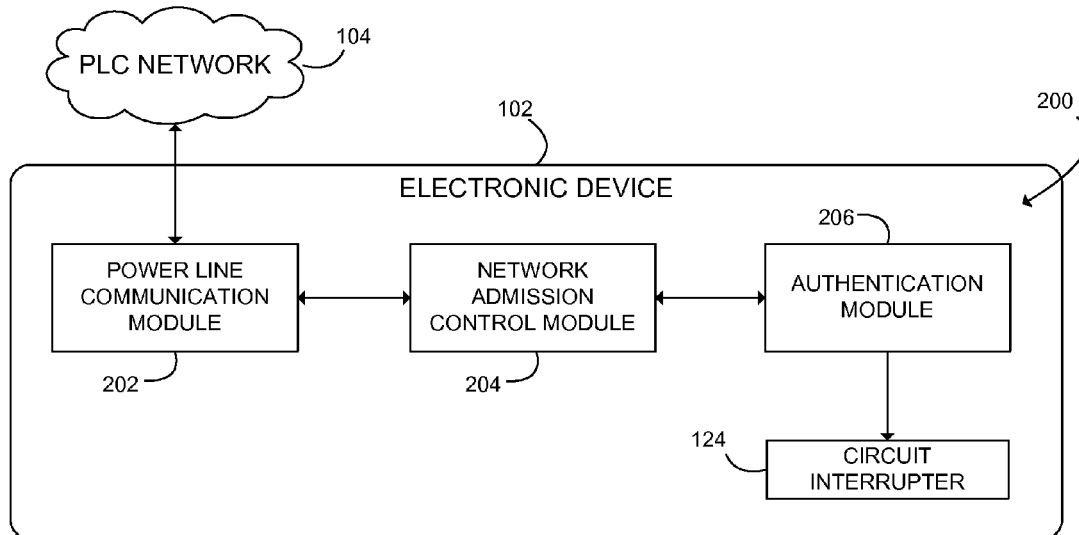 PLC NETWORK
104
102
200
ELECTRONIC DEVICE
206
POWER LINE
COMMUNICATION
MODULE
NETWORK
ADMISSION
CONTROL MODULE
AUTHENTICATION
MODULE
202
204
124
CIRCUIT
INTERRUPTER